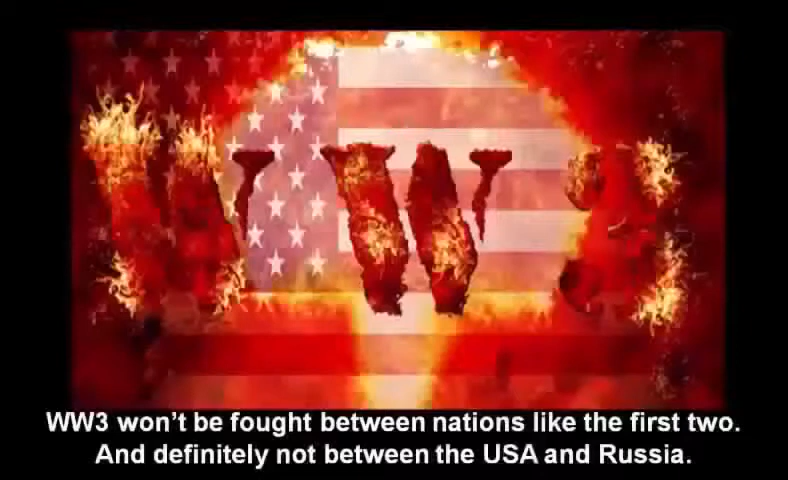 WW3
WW3 won't be fought between nations like the first two.
And definitely not between the USA and Russia.